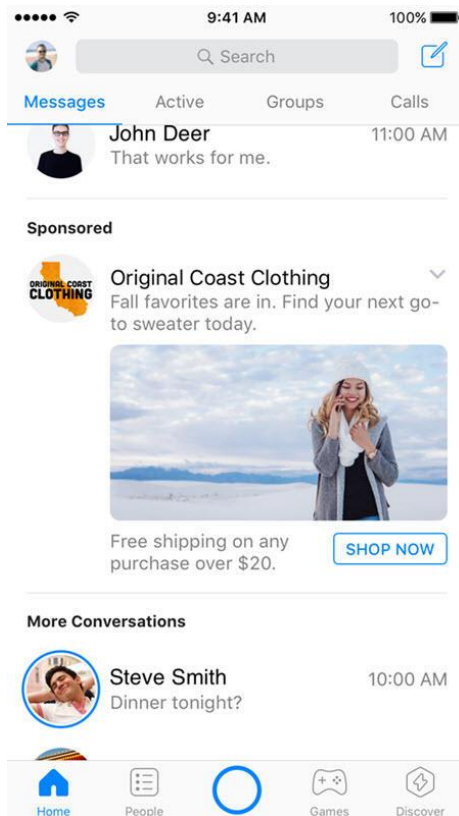 9:41 AM
100%
Search
Messages
Active
Groups
Calls
John Deer
11:00 AM
That works for me.
Sponsored
ORIGINAL COAST
CLOTHING
Original Coast Clothing
Fall favorites are in. Find your next go-
to sweater today.
Free shipping on any
purchase over $20.
SHOP NOW
More Conversations
Steve Smith
10:00 AM
Dinner tonight?
Home
People
Games
Discover